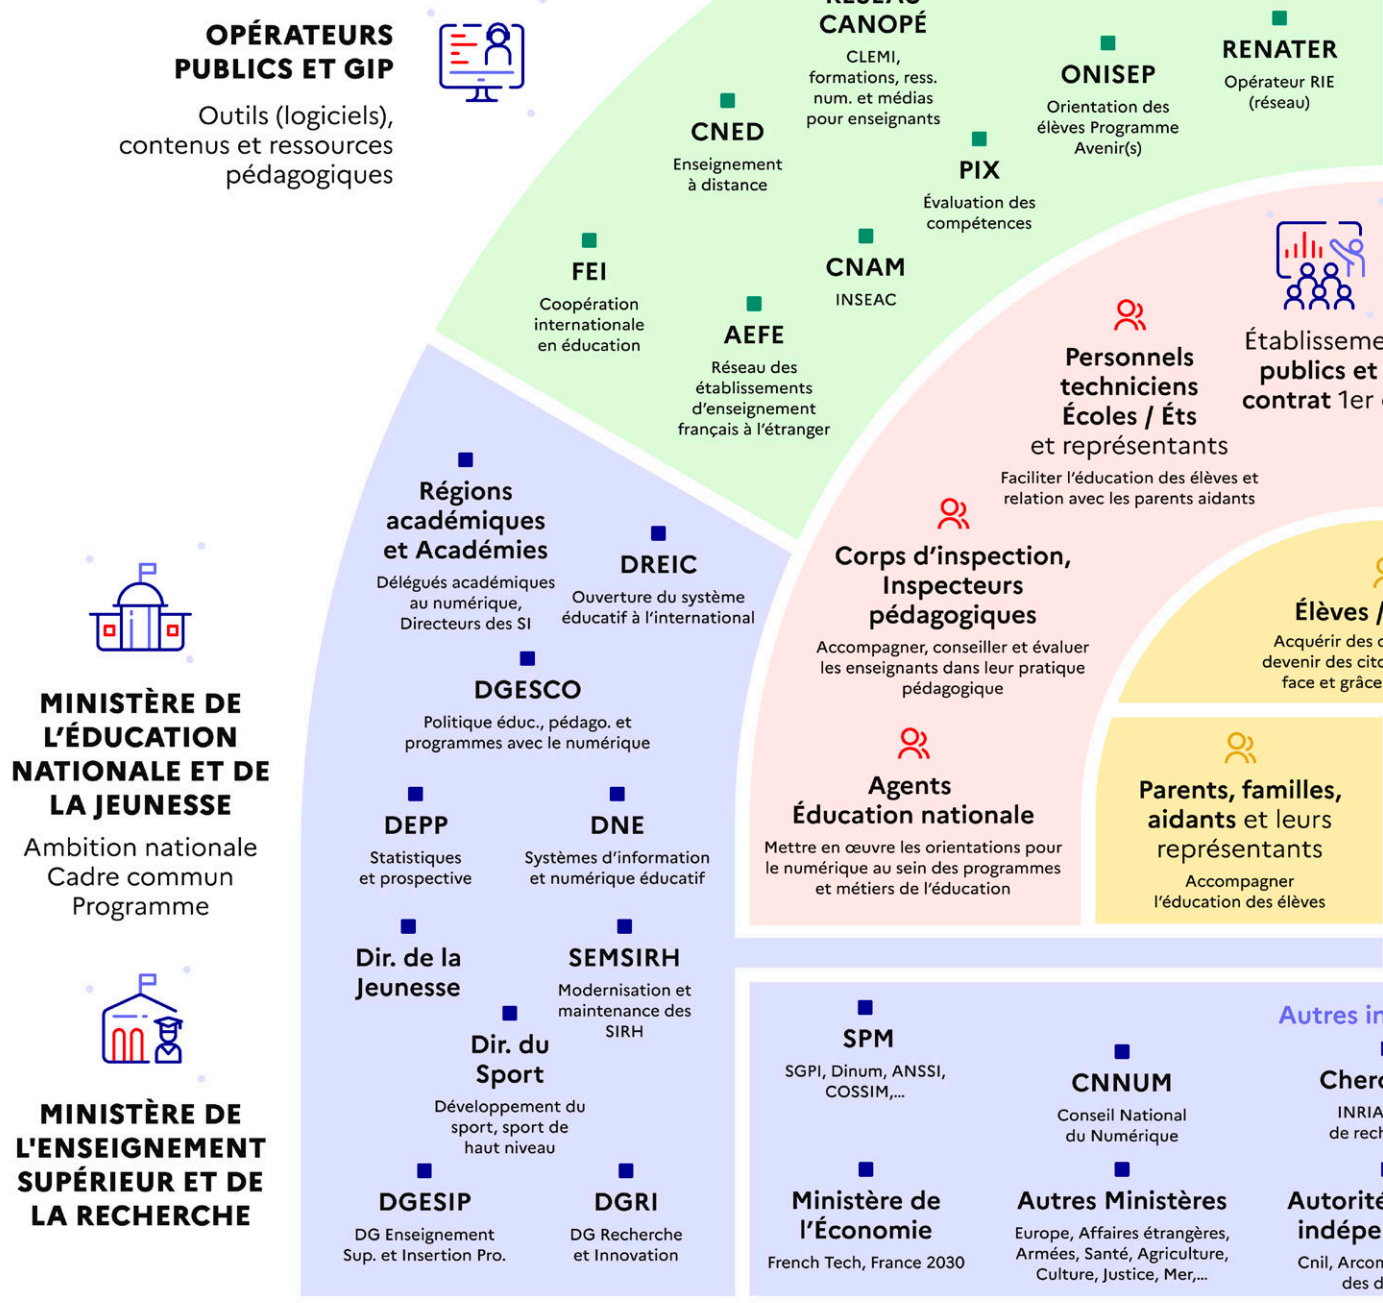 OPÉRATEURS
PUBLICS ET GIP
Outils (logiciels),
contenus et ressources
pédagogiques
CANOPÉ
CLEMI,
formations, ress.
num. et médias
pour enseignants
ONISEP
Orientation des
élèves Programme
Avenir(s)
RENATER
Opérateur RIE
(réseau)
CNED
Enseignement
à distance
PIX
Évaluation des
compétences
FEI
Coopération
internationale
en éducation
CNAM
INSEAC
AEFE
Réseau des
établissements
d'enseignement
français à l'étranger
Personnels
techniciens
Écoles / Éts
et représentants
Faciliter l'éducation des élèves et
relation avec les parents aidants
Établisseme
publics et
contrat 1er
Corps d'inspection,
Inspecteurs
pédagogiques
Accompagner, conseiller et évaluer
les enseignants dans leur pratique
pédagogique
Élèves /
Acquérir des
devenir des cito
face et grâce
Agents
Éducation nationale
Mettre en œuvre les orientations pour
le numérique au sein des programmes
et métiers de l'éducation
Parents, familles,
aidants et leurs
représentants
Accompagner
l'éducation des élèves
MINISTÈRE DE
L'ÉDUCATION
NATIONALE ET DE
LA JEUNESSE
Ambition nationale
Cadre commun
Programme
MINISTÈRE DE
L'ENSEIGNEMENT
SUPÉRIEUR ET DE
LA RECHERCHE
Régions
académiques
et Académies
Délégués académiques
au numérique,
Directeurs des SI
DREIC
Ouverture du système
éducatif à l'international
DGESCO
Politique éduc., pédago. et
programmes avec le numérique
DEPP
Statistiques
et prospective
DNE
Systèmes d'information
et numérique éducatif
Dir. de la
Jeunesse
SEMSIRH
Modernisation et
maintenance des
SIRH
Dir. du
Sport
Développement du
sport, sport de
haut niveau
DGESIP
DG Enseignement
Sup. et Insertion Pro.
DGRI
DG Recherche
et Innovation
Autres in
SPM
SGPI, Dinum, ANSSI,
COSSIM,...
CNNUM
Conseil National
du Numérique
Cherc
INRIA
de rech
Ministère de
l'Économie
French Tech, France 2030
Autres Ministères
Europe, Affaires étrangères,
Armées, Santé, Agriculture,
Culture, Justice, Mer,...
Autorité
indépe
Cnil, Arcom
des d